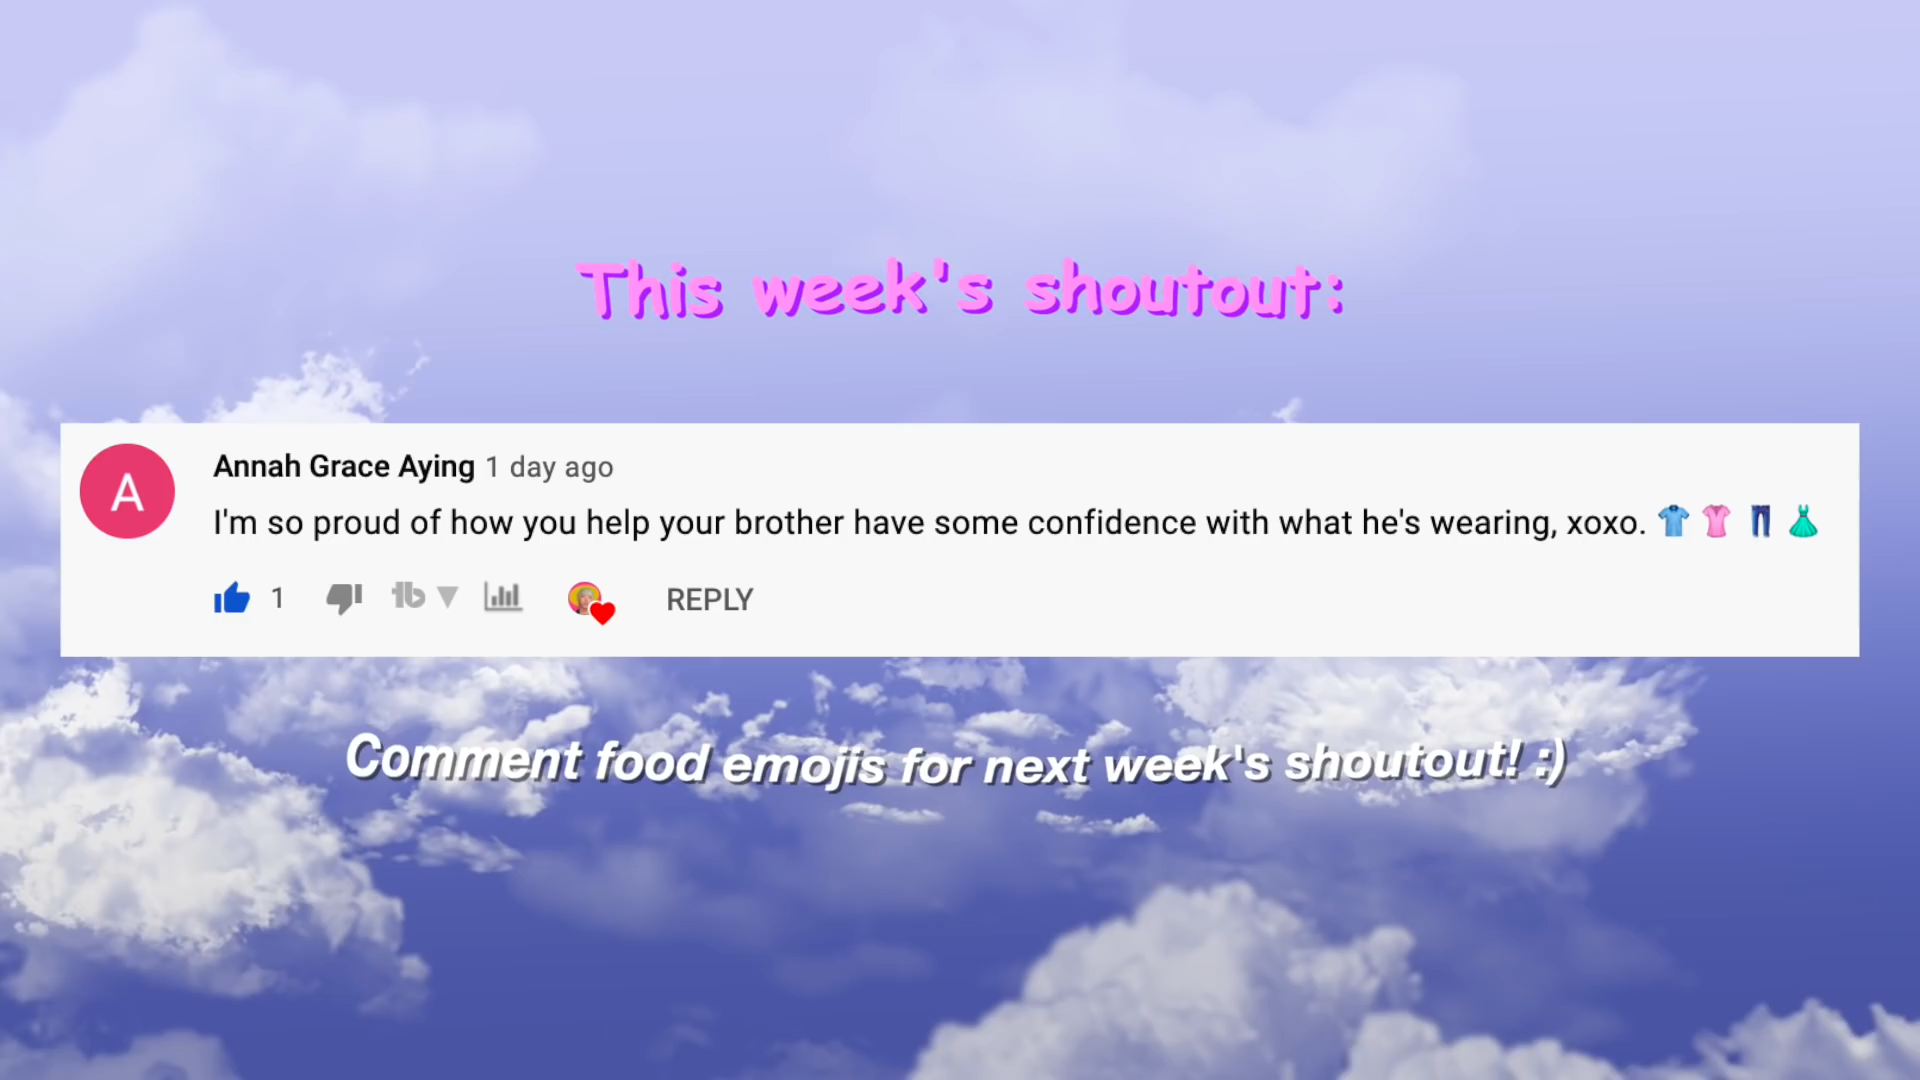 This week's shoutout:
A
Annah Grace Aying 1 day ago
I'm so proud of how you help your brother have some confidence with what he's wearing, xoxo. 👕 👚 👖 👗
1 tb REPLY
Comment food emojis for next week's shoutout! :)